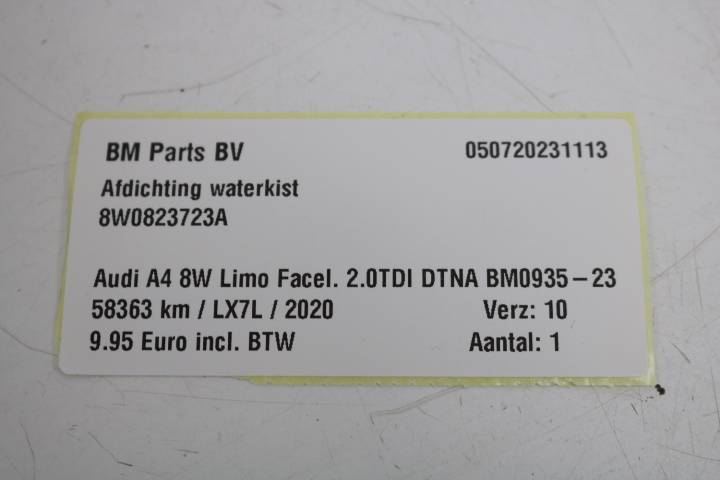 BM Parts BV 050720231113
Afdichting waterkist
8W0823723A
Audi A4 8W Limo Facel. 2.0TDI DTNA BM0935-23
58363 km / LX7L / 2020 Verz: 10
9.95 Euro incl. BTW Aantal: 1